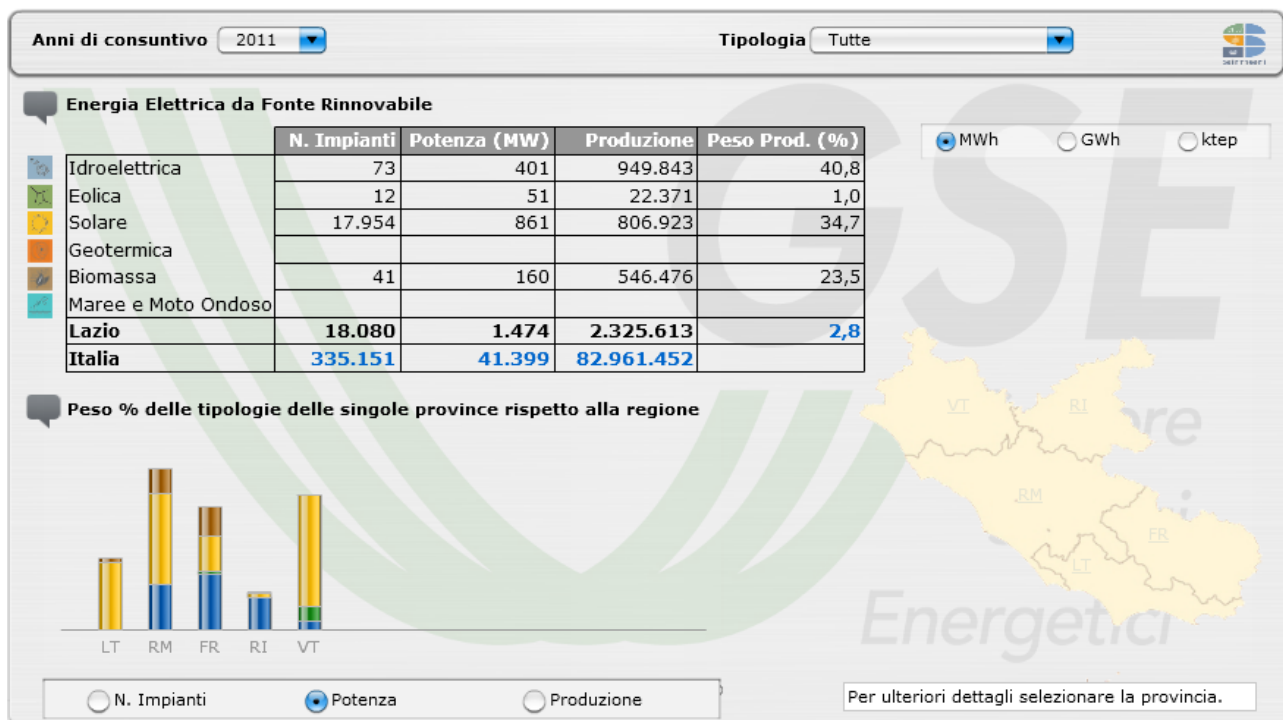 Anni di consuntivo 2011 Tipologia Tutte
Energia Elettrica da Fonte Rinnovabile
N. Impianti Potenza (MW) Produzione Peso Prod. (%)
MWh GWh ktep
Idroelettrica 73 401 949.843 40,8
Eolica 12 51 22.371 1,0
Solare 17.954 861 806.923 34,7
Geotermica
Biomassa 41 160 546.476 23,5
Maree e Moto Ondoso
Lazio 18.080 1.474 2.325.613 2,8
Italia 335.151 41.399 82.961.452
GSE
Peso % delle tipologie delle singole province rispetto alla regione
VT RI
RM
FR
LT
Energetici
LT RM FR RI VT
N. Impianti Potenza Produzione
Per ulteriori dettagli selezionare la provincia.